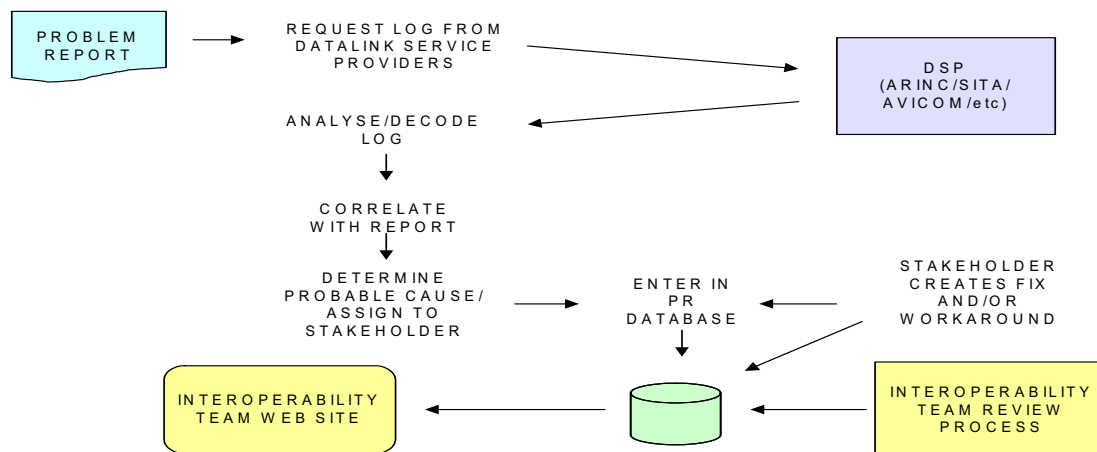 PROBLEM
REPORT
REQUEST LOG FROM
DATALINK SERVICE
PROVIDERS
DSP
(ARINC/SITA/
AVICOM/etc)
ANALYSE/DECODE
LOG
CORRELATE
WITH REPORT
DETERMINE
PROBABLE CAUSE/
ASSIGN TO
STAKEHOLDER
ENTER IN
PR
DATABASE
STAKEHOLDER
CREATES FIX
AND/OR
WORKAROUND
INTEROPERABILITY
TEAM WEB SITE
INTEROPERABILITY
TEAM REVIEW
PROCESS